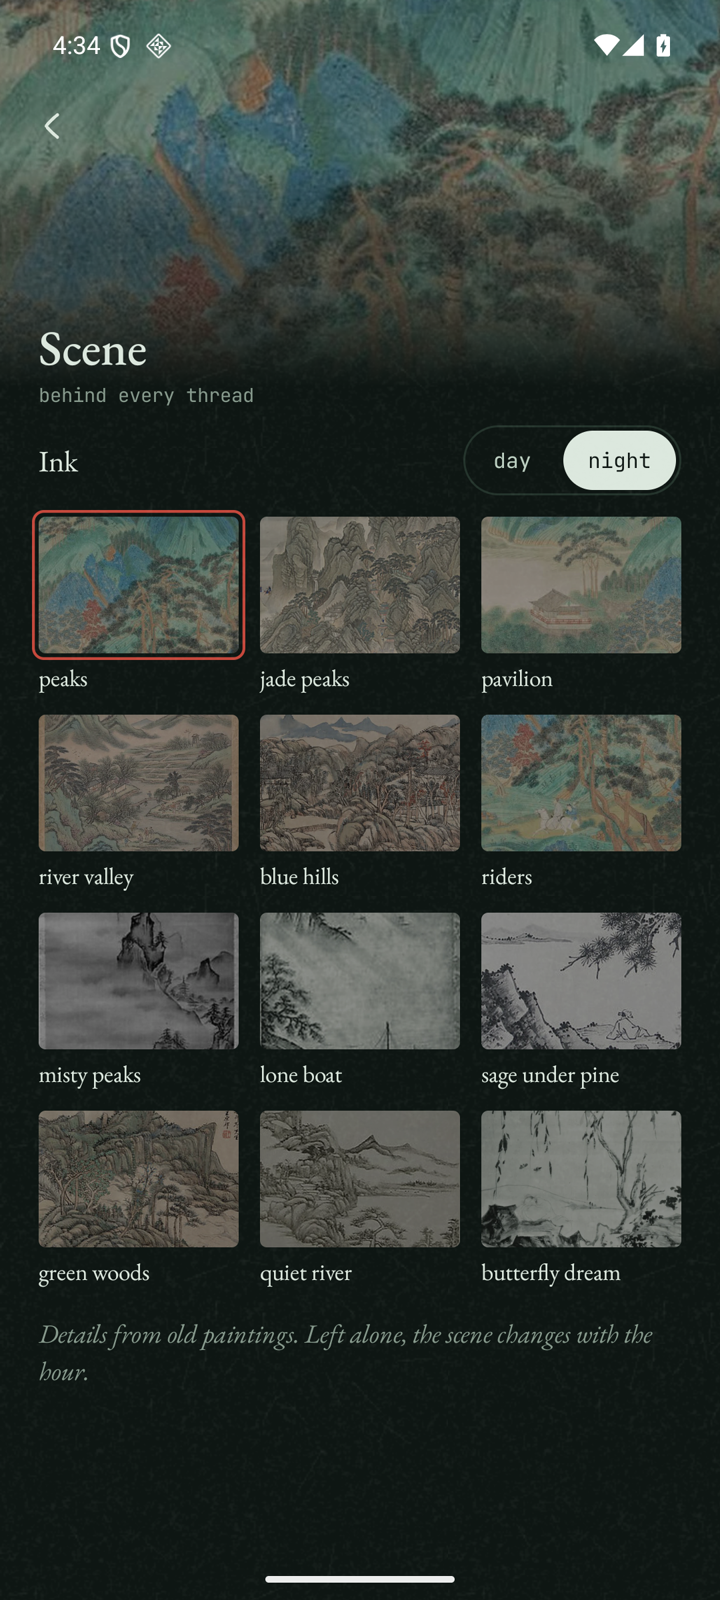 4:34
Scene
behind every thread
Ink
day
night
peaks
jade peaks
pavilion
river valley
blue hills
riders
misty peaks
lone boat
sage under pine
green woods
quiet river
butterfly dream
Details from old paintings. Left alone, the scene changes with the
hour.